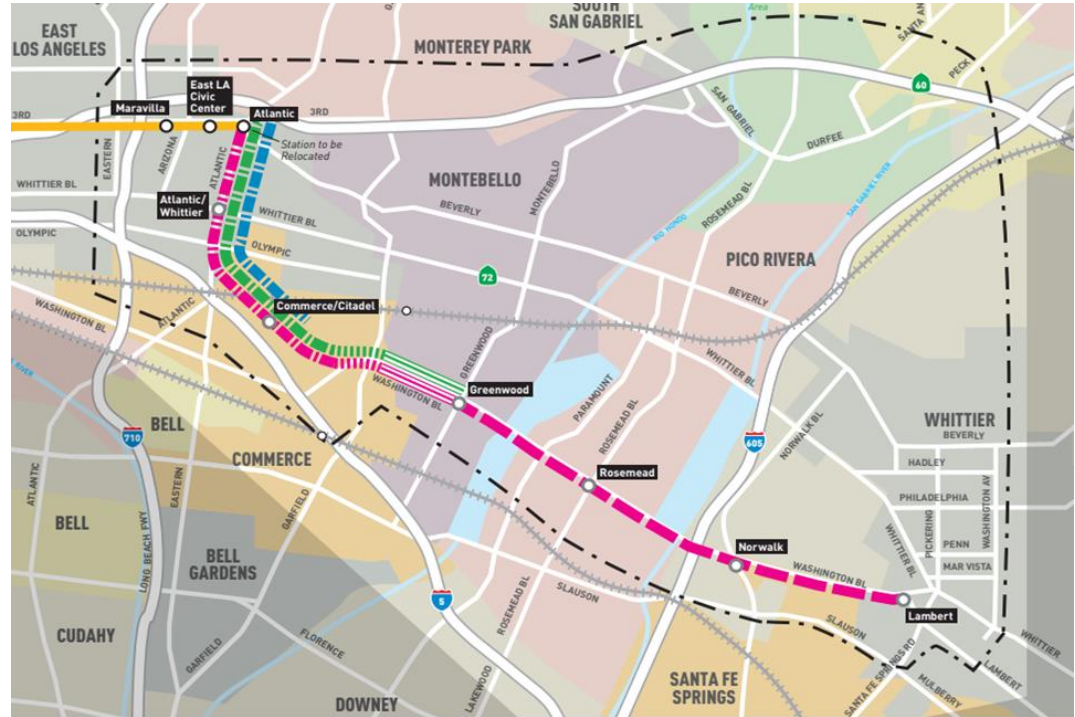 EAST
LOS ANGELES
MONTEREY PARK
SOUTH
SAN GABRIEL
Area
SANTA AN
PECK
60
East LA
Civic
Center
Maravilla
Atlantic
3RD
3RD
Station to be
Relocated
SAN GABRIEL
DURFEE
EASTERN
ARIZONA
ATLANTIC
WHITTIER BL
MONTEBELLO
MONTEBELLO
ROSEMEAD BL
SAN GABRIEL RIVER
Atlantic/
Whittier
BEVERLY
WHITTIER BL
RIO HONDO
OLYMPIC
OLYMPIC
72
PICO RIVERA
BEVERLY
Commerce/Citadel
WASHINGTON BL
ATLANTIC
GREENWOOD
WHITTIER BL
RIVER
WASHINGTON BL
Greenwood
PARAMOUNT
ROSEMEAD BL
NORWALK BL
WHITTIER
BEVERLY
710
BELL
COMMERCE
605
HADLEY
ATLANTIC
EASTERN
GARFIELD
Rosemead
PHILADELPHIA
PICKERING
WASHINGTON AV
BELL
LONG BEACH FWY
WHITTIER BL
PENN
Norwalk
MAR VISTA
BELL
GARDENS
WASHINGTON BL
SLAUSON
5
ROSEMEAD BL
Lambert
CUDAHY
SLAUSON
FLORENCE
GARFIELD
WHITTIER
LAMBERT
SANTA FE
SPRINGS
SANTA FE SPRINGS RD
MULBERRY
DOWNEY
LAKEWOOD